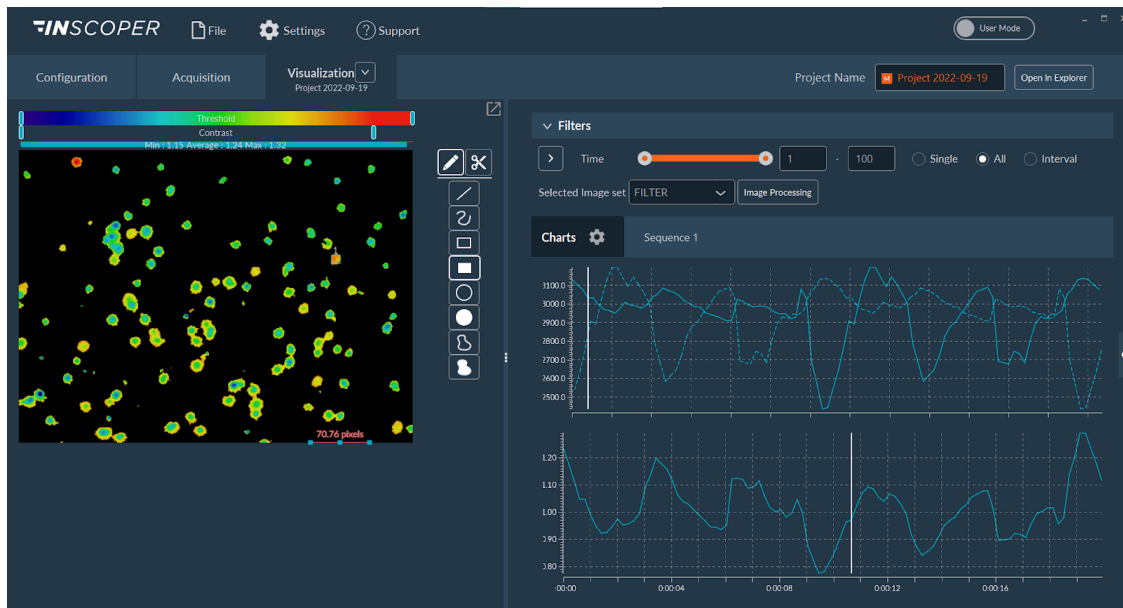 INSCOPER
File
Settings
? Support
User Mode
Configuration
Acquisition
Visualization
Project 2022-09-19
Project Name
M Project 2022-09-19
Open In Explorer
Threshold
Contrast
Min : 1.15 Average : 1.24 Max : 1.32
1
70.76 pixels
Filters
Time
1
-
100
Single
All
Interval
Selected Image set
FILTER
Image Processing
Charts
Sequence 1
3100.0
3000.0
2900.0
2800.0
2700.0
2600.0
2500.0
1.20
1.10
1.00
0.90
0.80
:00:00
0:00:04
0:00:08
0:00:12
0:00:16